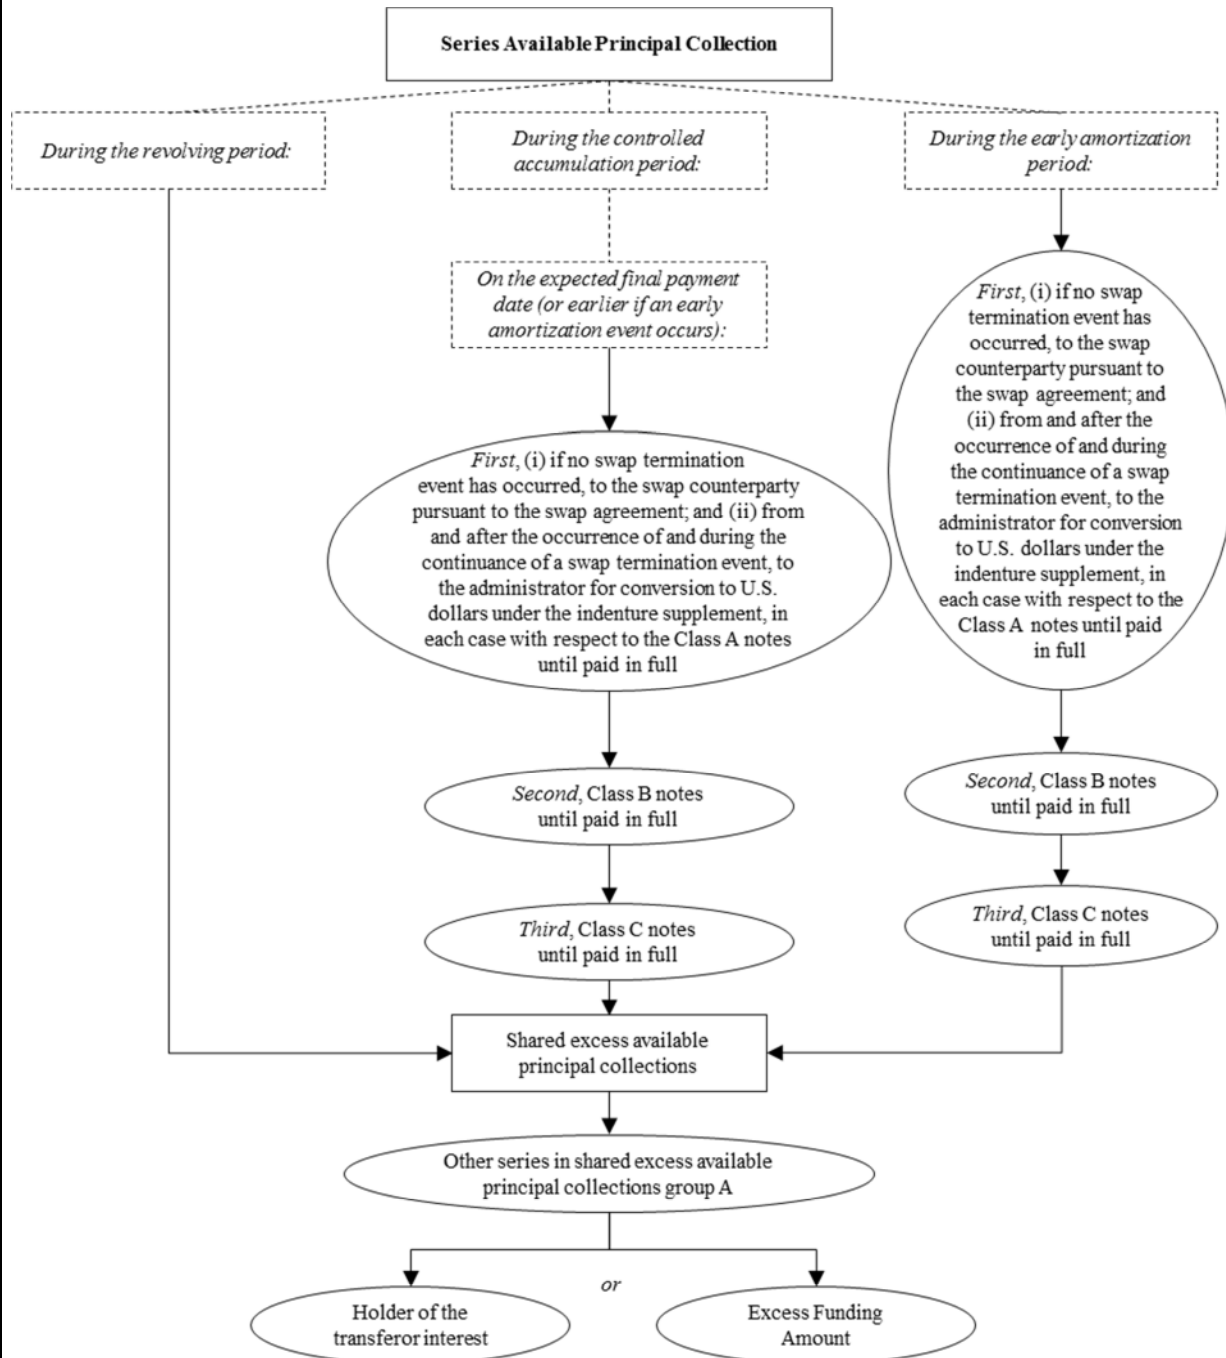 Series Available Principal Collection
During the revolving period:
During the controlled
accumulation period:
During the early amortization
period:
On the expected final payment
date (or earlier if an early
amortization event occurs):
First, (i) if no swap termination
event has occurred, to the swap counterparty
pursuant to the swap agreement; and (ii) from
and after the occurrence of and during the
continuance of a swap termination event, to
the administrator for conversion to U.S.
dollars under the indenture supplement, in
each case with respect to the Class A notes
until paid in full
First, (i) if no swap
termination event has
occurred, to the swap
counterparty pursuant to
the swap agreement; and
(ii) from and after the
occurrence of and during
the continuance of a swap
termination event, to the
administrator for conversion
to U.S. dollars under the
indenture supplement, in
each case with respect to the
Class A notes until paid
in full
Second, Class B notes
until paid in full
Second, Class B notes
until paid in full
Third, Class C notes
until paid in full
Third, Class C notes
until paid in full
Shared excess available
principal collections
Other series in shared excess available
principal collections group A
or
Holder of the
transferor interest
Excess Funding
Amount